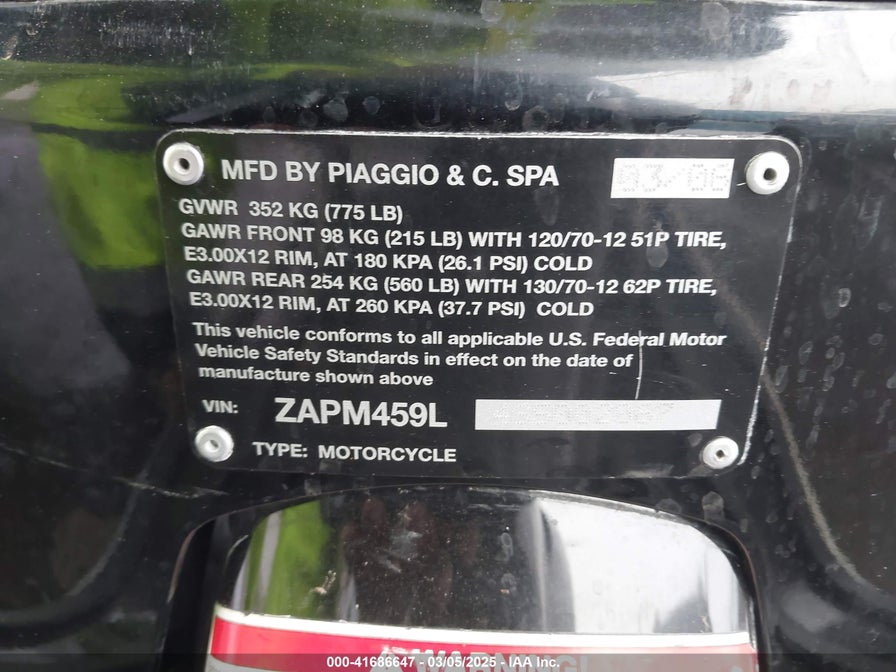 MFD BY PIAGGIO & C. SPA 03/06
GVWR 352 KG (775 LB)
GAWR FRONT 98 KG (215 LB) WITH 120/70-12 51P TIRE,
E3.00X12 RIM, AT 180 KPA (26.1 PSI) COLD
GAWR REAR 254 KG (560 LB) WITH 130/70-12 62P TIRE,
E3.00X12 RIM, AT 260 KPA (37.7 PSI) COLD
This vehicle conforms to all applicable U.S. Federal Motor
Vehicle Safety Standards in effect on the date of
manufacture shown above
VIN: ZAPM459L
TYPE: MOTORCYCLE
000-41686647 - 03/05/2025 - IAA Inc.